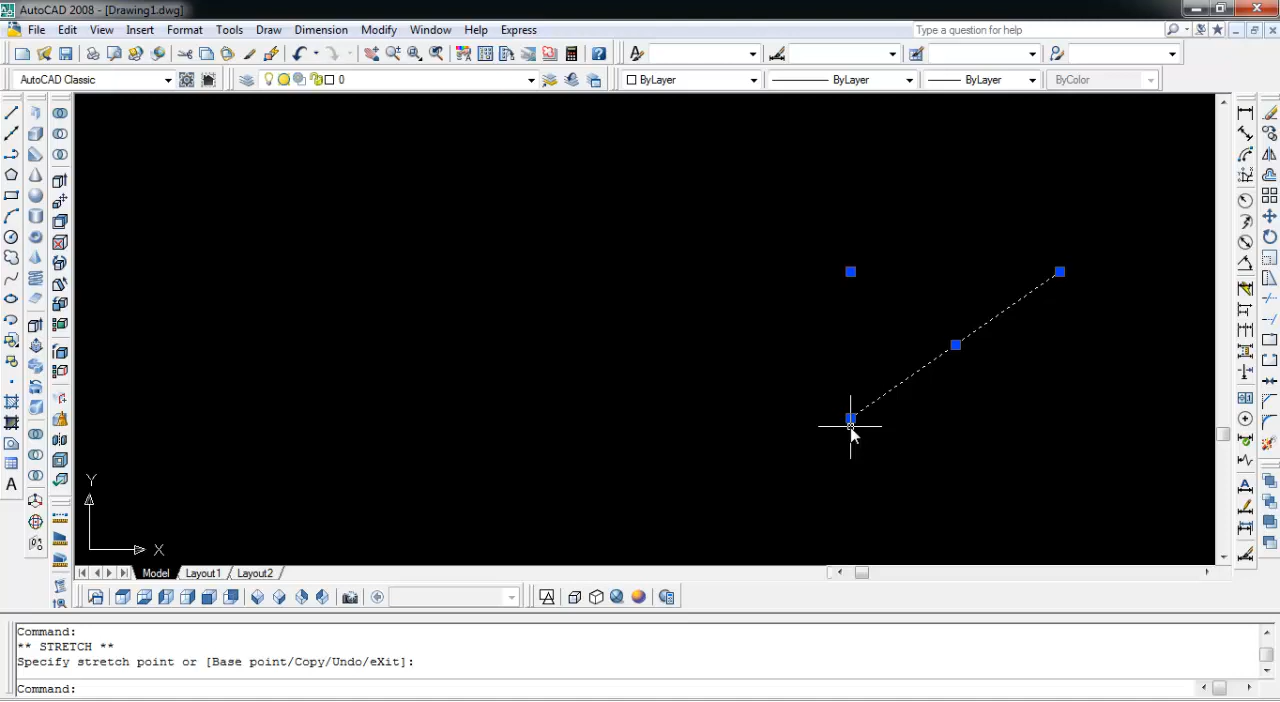 AutoCAD 2008 - [Drawing1.dwg]
File Edit View Insert Format Tools Draw Dimension Modify Window Help Express
Type a question for help
AutoCAD Classic
0
ByLayer
ByLayer
ByLayer
ByColor
A
Y
X
Model Layout1 Layout2
Command:
** STRETCH **
Specify stretch point or [Base point/Copy/Undo/eXit]:
Command: